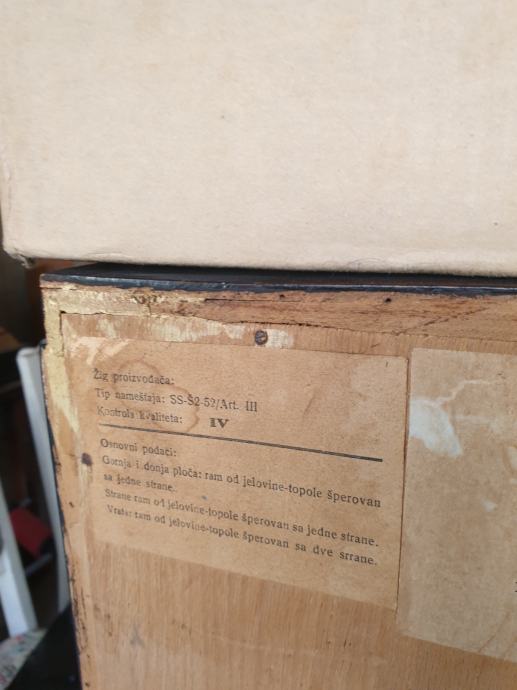 Žig proizvođača:
Tip nameštaja: SS-S2-52/Art. III
Kontrola kvaliteta: IV
Osnovni podaci:
Gornja i donja ploča: ram od jelovine-topole šperovan
sa jedne strane.
Strane ram od jelovine-topole šperovan sa jedne strane.
Vrata: ram od jelovine-topole šperovan sa dve srrane.